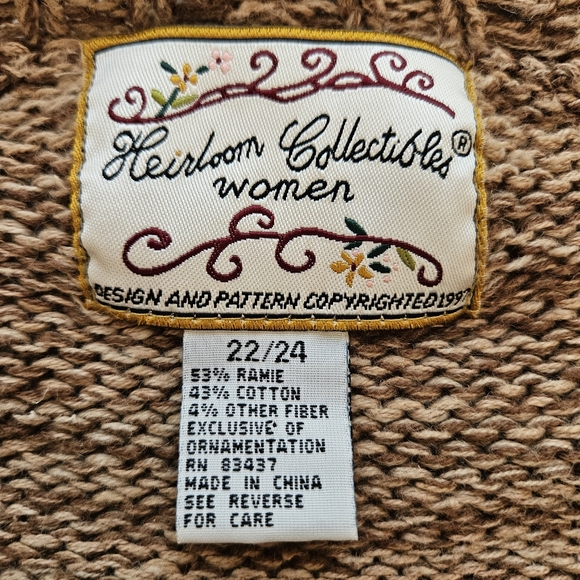 Heirloom Collectibles ®
women
DESIGN AND PATTERN COPYRIGHTED 1997
22/24
53% RAMIE
43% COTTON
4% OTHER FIBER
EXCLUSIVE OF
ORNAMENTATION
RN 83437
MADE IN CHINA
SEE REVERSE
FOR CARE